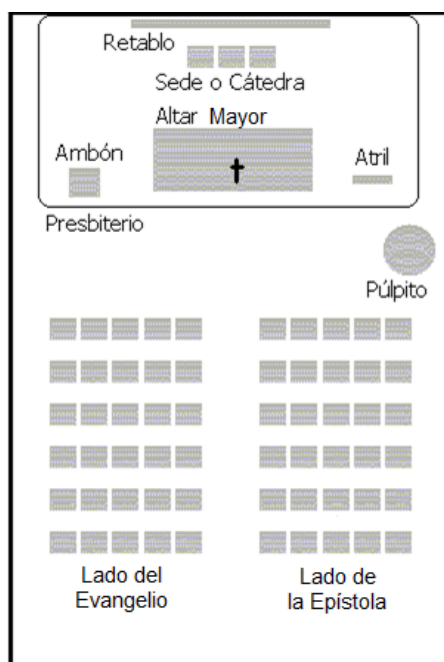 Retablo
Sede o Cátedra
Altar Mayor
Ambón
Atril
Presbiterio
Púlpito
Lado del
Evangelio
Lado de
la Epístola